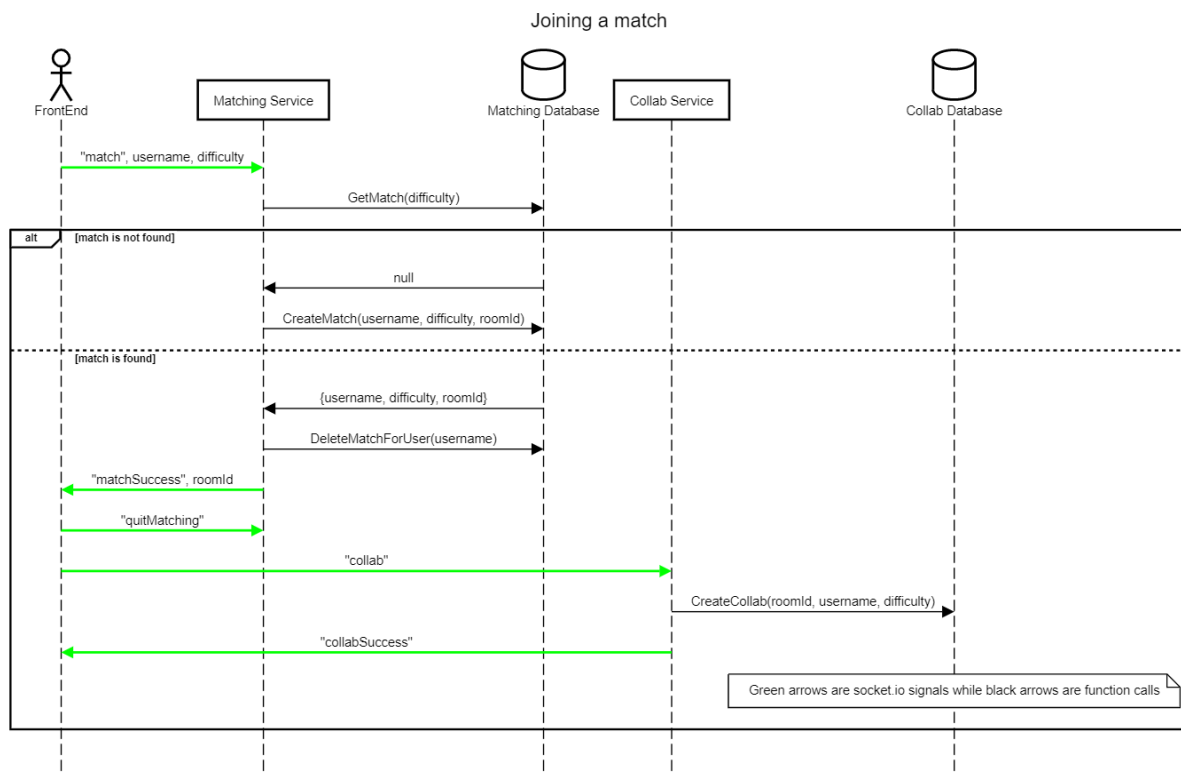 Joining a match
FrontEnd
Matching Service
Matching Database
Collab Service
Collab Database
"match", username, difficulty
GetMatch(difficulty)
alt
[match is not found]
null
CreateMatch(username, difficulty, roomId)
[match is found]
{username, difficulty, roomId}
DeleteMatchForUser(username)
"matchSuccess", roomId
"quitMatching"
"collab"
CreateCollab(roomId, username, difficulty)
"collabSuccess"
Green arrows are socket.io signals while black arrows are function calls